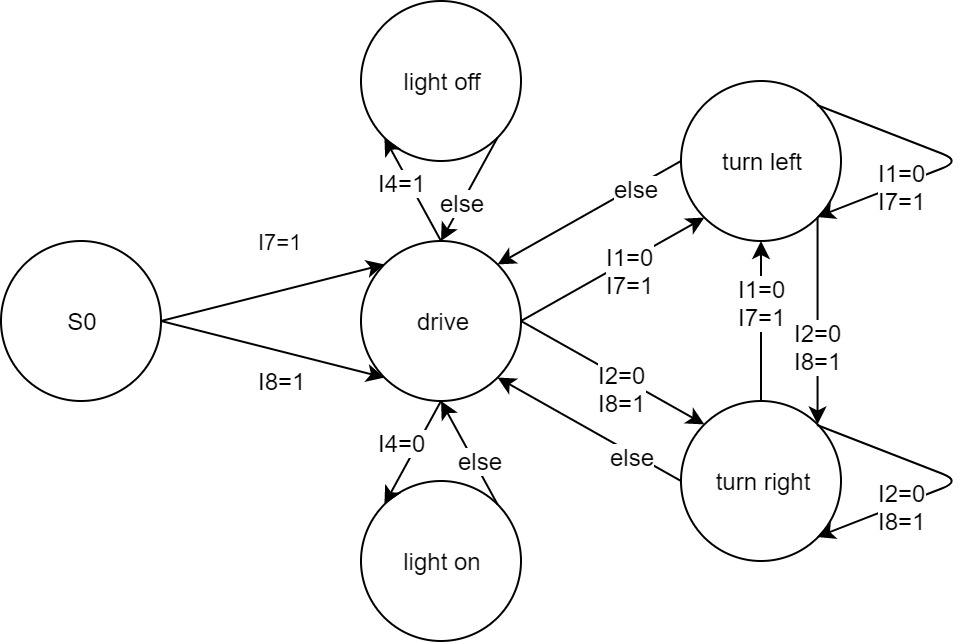 light off
I4=1
else
turn left
I1=0
I7=1
else
I7=1
I1=0
I7=1
S0
drive
I1=0
I7=1
I2=0
I8=1
I8=1
I2=0
I8=1
I4=0
else
else
turn right
I2=0
I8=1
light on